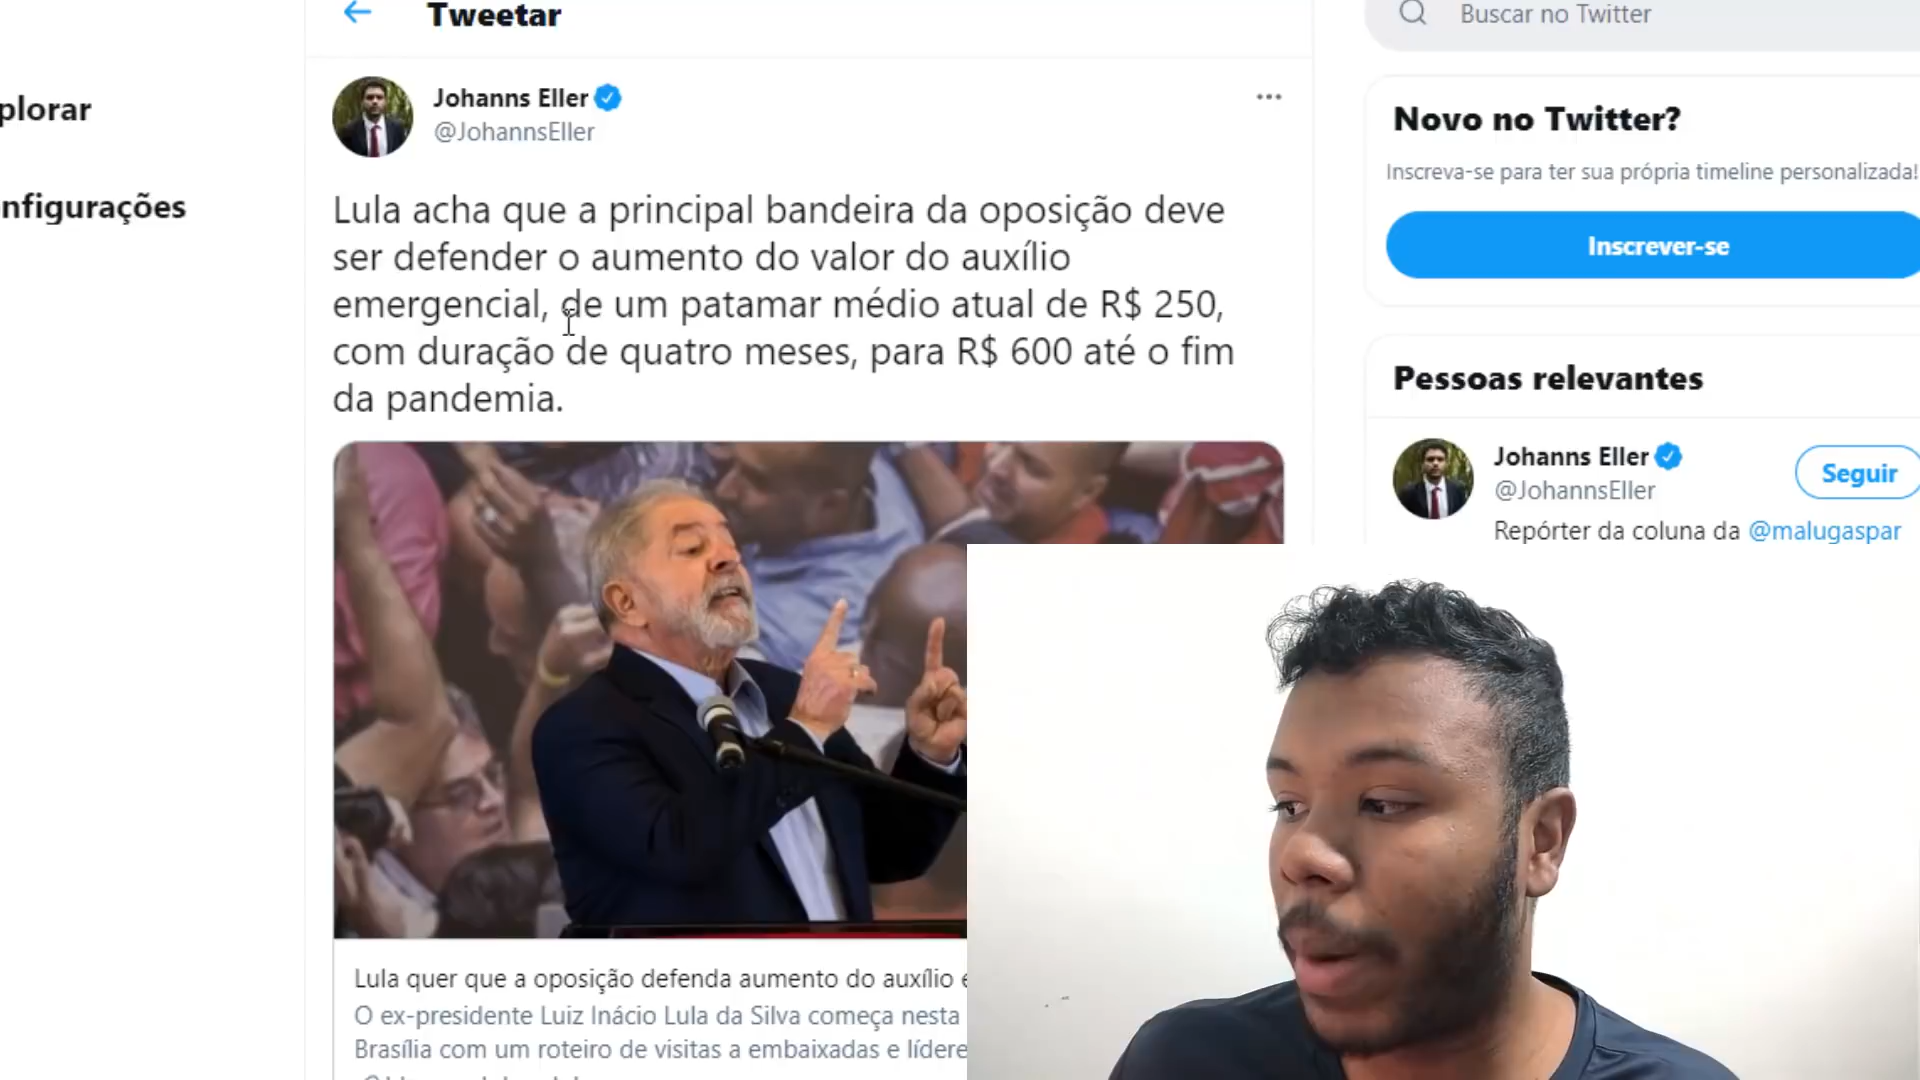 Tweetar
Buscar no Twitter
plorar
nfigurações
Johanns Eller
@JohannsEller
Lula acha que a principal bandeira da oposição deve
ser defender o aumento do valor do auxílio
emergencial, de um patamar médio atual de R$ 250,
com duração de quatro meses, para R$ 600 até o fim
da pandemia.
Lula quer que a oposição defenda aumento do auxílio e
O ex-presidente Luiz Inácio Lula da Silva começa nesta
Brasília com um roteiro de visitas a embaixadas e lídere
Novo no Twitter?
Inscreva-se para ter sua própria timeline personalizada!
Inscrever-se
Pessoas relevantes
Johanns Eller
@JohannsEller
Seguir
Repórter da coluna da @malugaspar